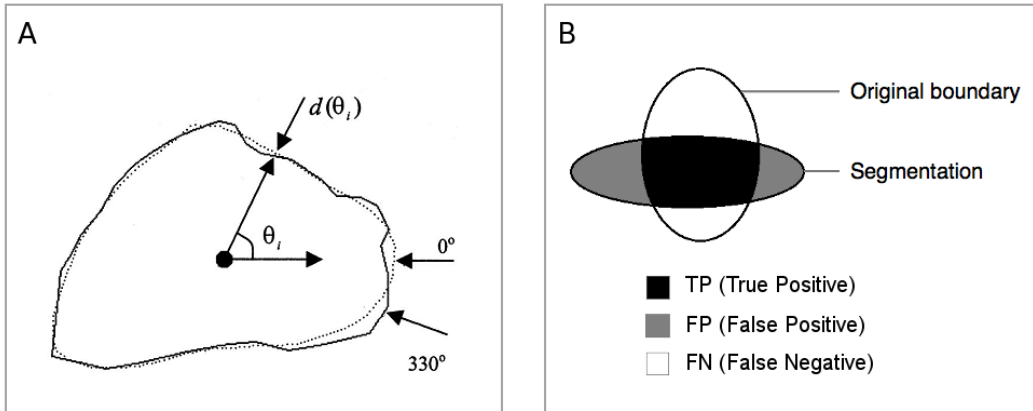 A
d(θᵢ)
θᵢ
0º
330º
B
Original boundary
Segmentation
TP (True Positive)
FP (False Positive)
FN (False Negative)